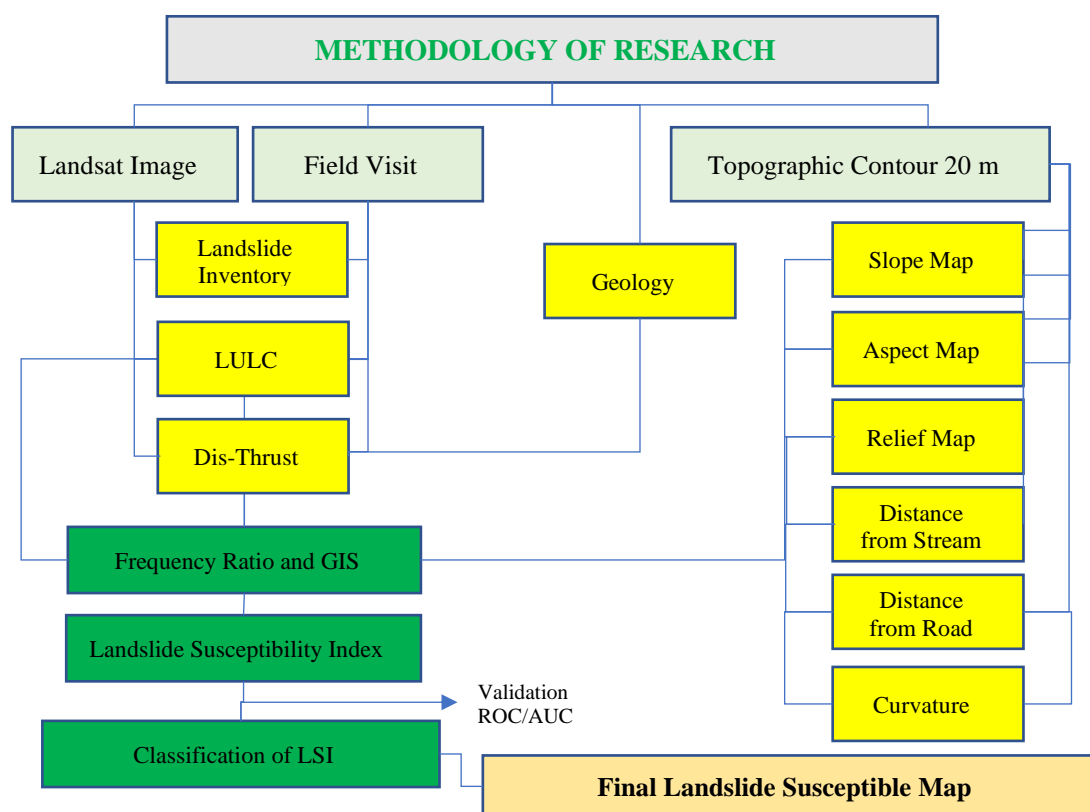 METHODOLOGY OF RESEARCH
Landsat Image
Field Visit
Topographic Contour 20 m
Landslide
Inventory
Geology
Slope Map
LULC
Aspect Map
Dis-Thrust
Relief Map
Frequency Ratio and GIS
Distance
from Stream
Landslide Susceptibility Index
Distance
from Road
Validation
ROC/AUC
Curvature
Classification of LSI
Final Landslide Susceptible Map